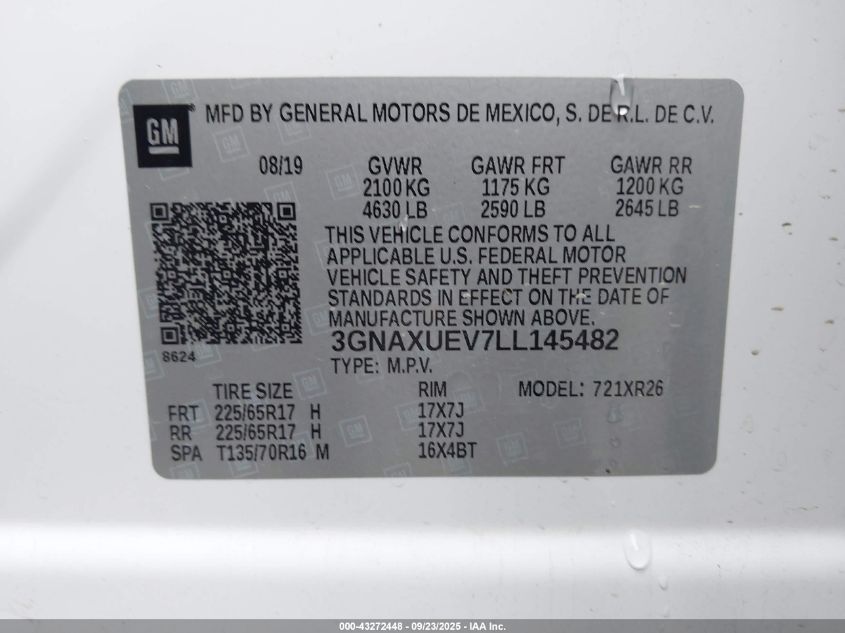 GM ® MFD BY GENERAL MOTORS DE MEXICO, S. DE R.L. DE C.V.
08/19 GVWR GAWR FRT GAWR RR
2100 KG 1175 KG 1200 KG
4630 LB 2590 LB 2645 LB
THIS VEHICLE CONFORMS TO ALL
APPLICABLE U.S. FEDERAL MOTOR
VEHICLE SAFETY AND THEFT PREVENTION
STANDARDS IN EFFECT ON THE DATE OF
MANUFACTURE SHOWN ABOVE.
3GNAXUEV7LL145482
8624
TYPE: M.P.V.
TIRE SIZE RIM MODEL: 721XR26
FRT 225/65R17 H 17X7J
RR 225/65R17 H 17X7J
SPA T135/70R16 M 16X4BT
000-43272448 - 09/23/2025 - IAA Inc.